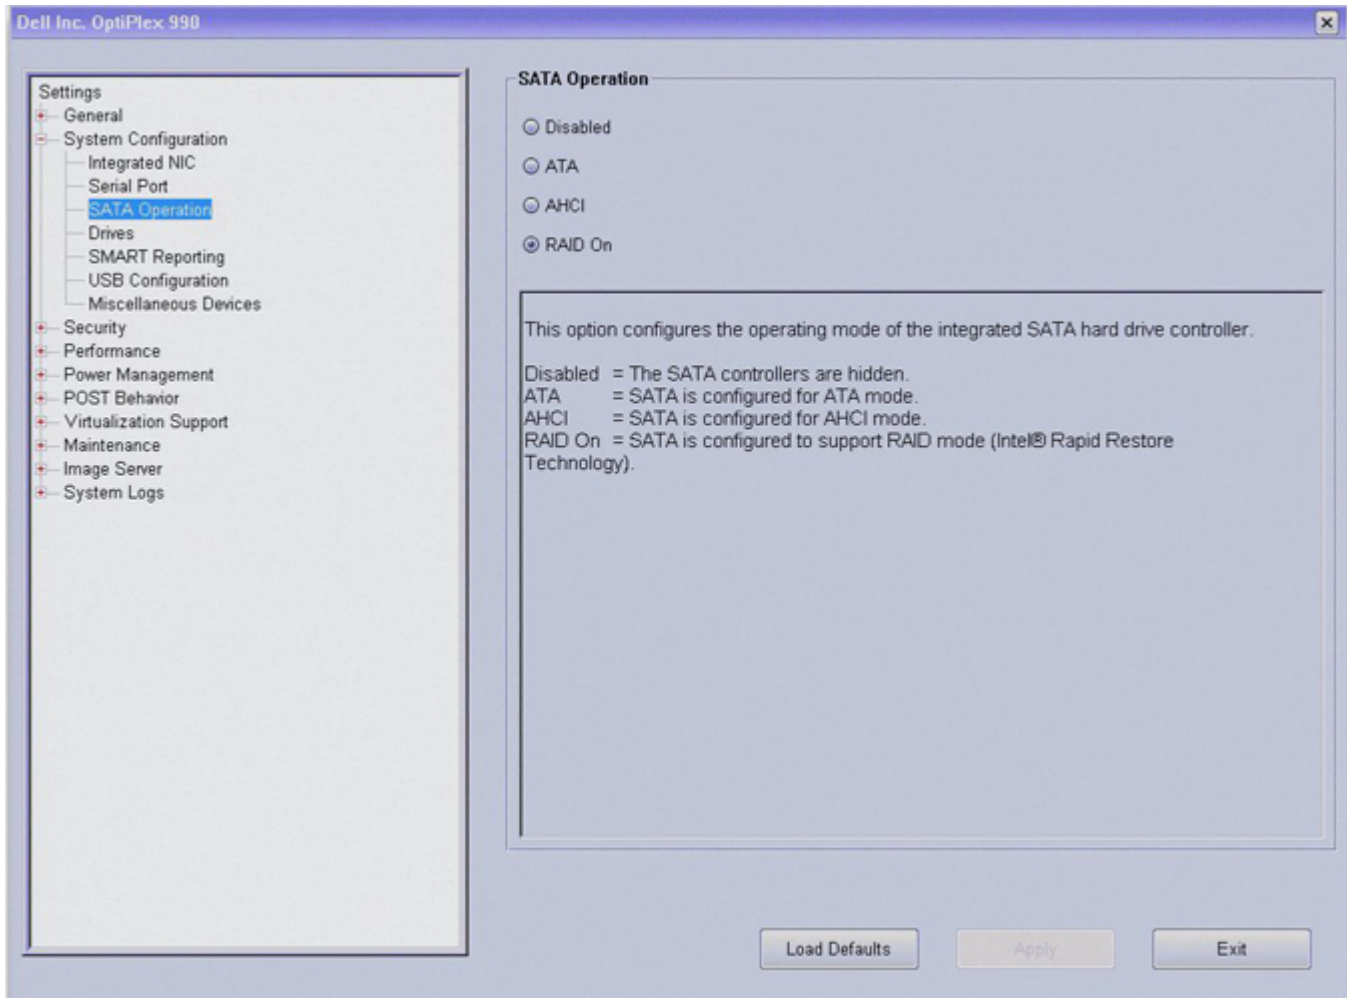 Dell Inc. OptiPlex 990
Settings
General
System Configuration
Integrated NIC
Serial Port
SATA Operation
Drives
SMART Reporting
USB Configuration
Miscellaneous Devices
Security
Performance
Power Management
POST Behavior
Virtualization Support
Maintenance
Image Server
System Logs
SATA Operation
Disabled
ATA
AHCI
RAID On
This option configures the operating mode of the integrated SATA hard drive controller.
Disabled = The SATA controllers are hidden.
ATA = SATA is configured for ATA mode.
AHCI = SATA is configured for AHCI mode.
RAID On = SATA is configured to support RAID mode (Intel® Rapid Restore
Technology).
Load Defaults
Apply
Exit